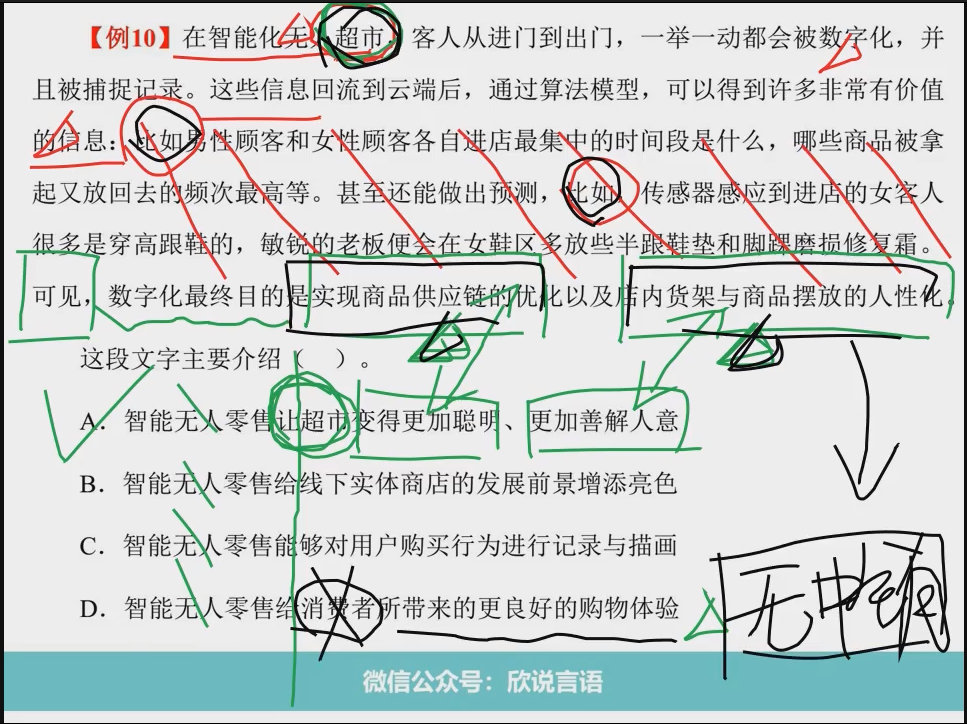 【例10】在智能化无人超市,客人从进门到出门，一举一动都会被数字化，并
且被捕捉记录。这些信息回流到云端后，通过算法模型，可以得到许多非常有价值
的信息：比如男性顾客和女性顾客各自进店最集中的时间段是什么，哪些商品被拿
起又放回去的频次最高等。甚至还能做出预测，比如，传感器感应到进店的女客人
很多是穿高跟鞋的，敏锐的老板便会在女鞋区多放些半跟鞋垫和脚踝磨损修复霜。
可见，数字化最终目的是实现商品供应链的优化以及店内货架与商品摆放的人性化。
这段文字主要介绍（ ）。
A．智能无人零售让超市变得更加聪明、更加善解人意
B．智能无人零售给线下实体商店的发展前景增添亮色
C．智能无人零售能够对用户购买行为进行记录与描画
D．智能无人零售给消费者所带来的更良好的购物体验
无中
微信公众号：欣说言语